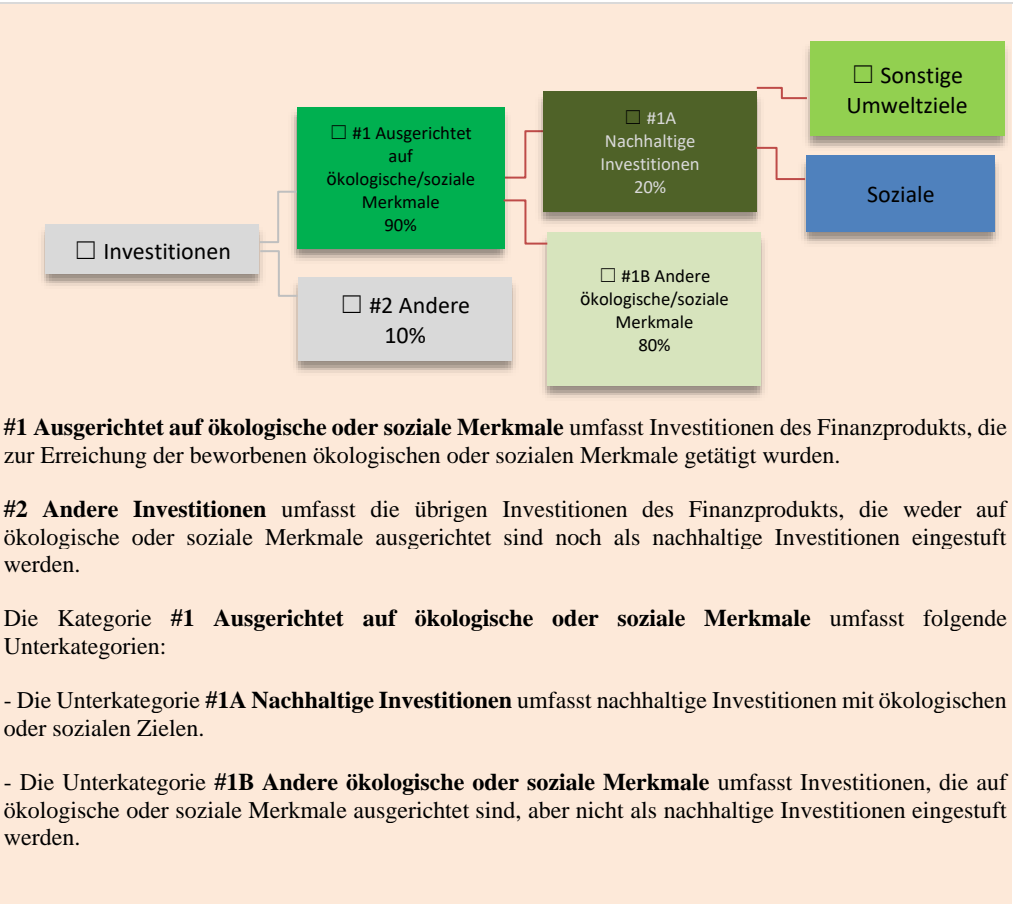 ☐ Investitionen
☐ #1 Ausgerichtet
auf
ökologische/soziale
Merkmale
90%
☐ #2 Andere
10%
☐ #1A
Nachhaltige
Investitionen
20%
☐ #1B Andere
ökologische/soziale
Merkmale
80%
☐ Sonstige
Umweltziele
Soziale
#1 Ausgerichtet auf ökologische oder soziale Merkmale umfasst Investitionen des Finanzprodukts, die
zur Erreichung der beworbenen ökologischen oder sozialen Merkmale getätigt wurden.
#2 Andere Investitionen umfasst die übrigen Investitionen des Finanzprodukts, die weder auf
ökologische oder soziale Merkmale ausgerichtet sind noch als nachhaltige Investitionen eingestuft
werden.
Die Kategorie #1 Ausgerichtet auf ökologische oder soziale Merkmale umfasst folgende
Unterkategorien:
- Die Unterkategorie #1A Nachhaltige Investitionen umfasst nachhaltige Investitionen mit ökologischen
oder sozialen Zielen.
- Die Unterkategorie #1B Andere ökologische oder soziale Merkmale umfasst Investitionen, die auf
ökologische oder soziale Merkmale ausgerichtet sind, aber nicht als nachhaltige Investitionen eingestuft
werden.